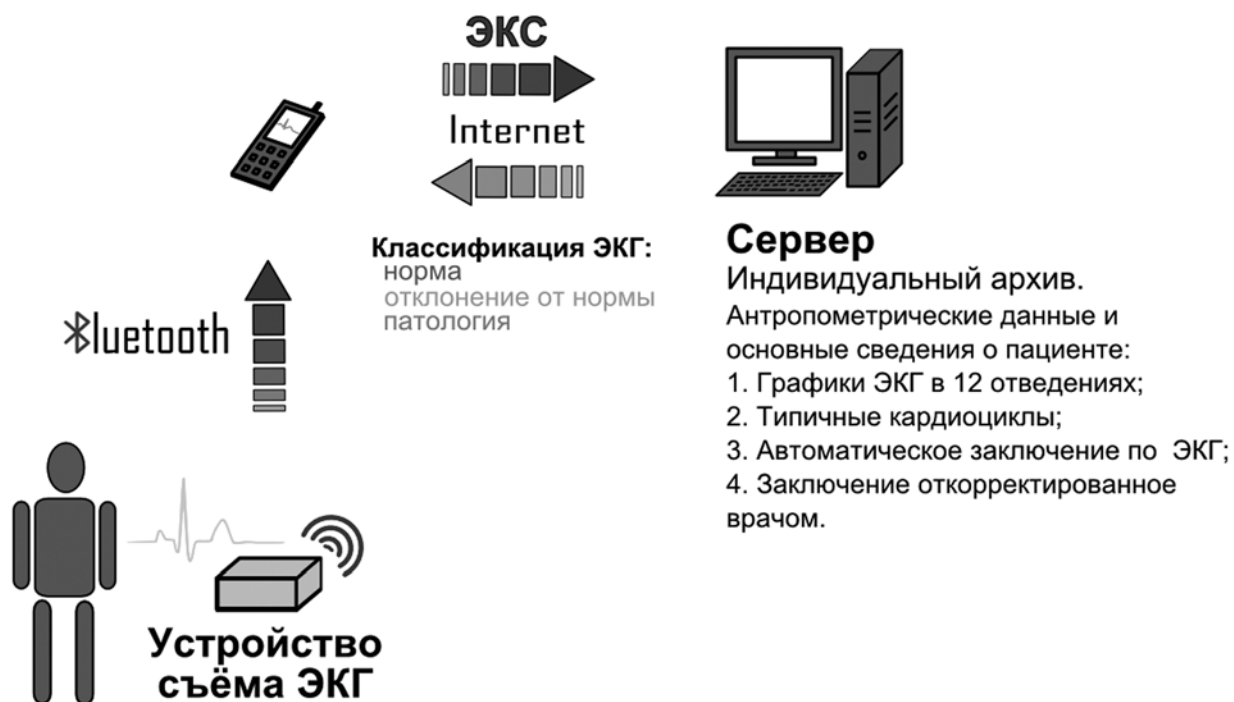 ЭКС
Internet
Классификация ЭКГ:
норма
отклонение от нормы
патология
Bluetooth
Устройство
съёма ЭКГ
Сервер
Индивидуальный архив.
Антропометрические данные и
основные сведения о пациенте:
1. Графики ЭКГ в 12 отведениях;
2. Типичные кардиоциклы;
3. Автоматическое заключение по ЭКГ;
4. Заключение откорректированное
врачом.